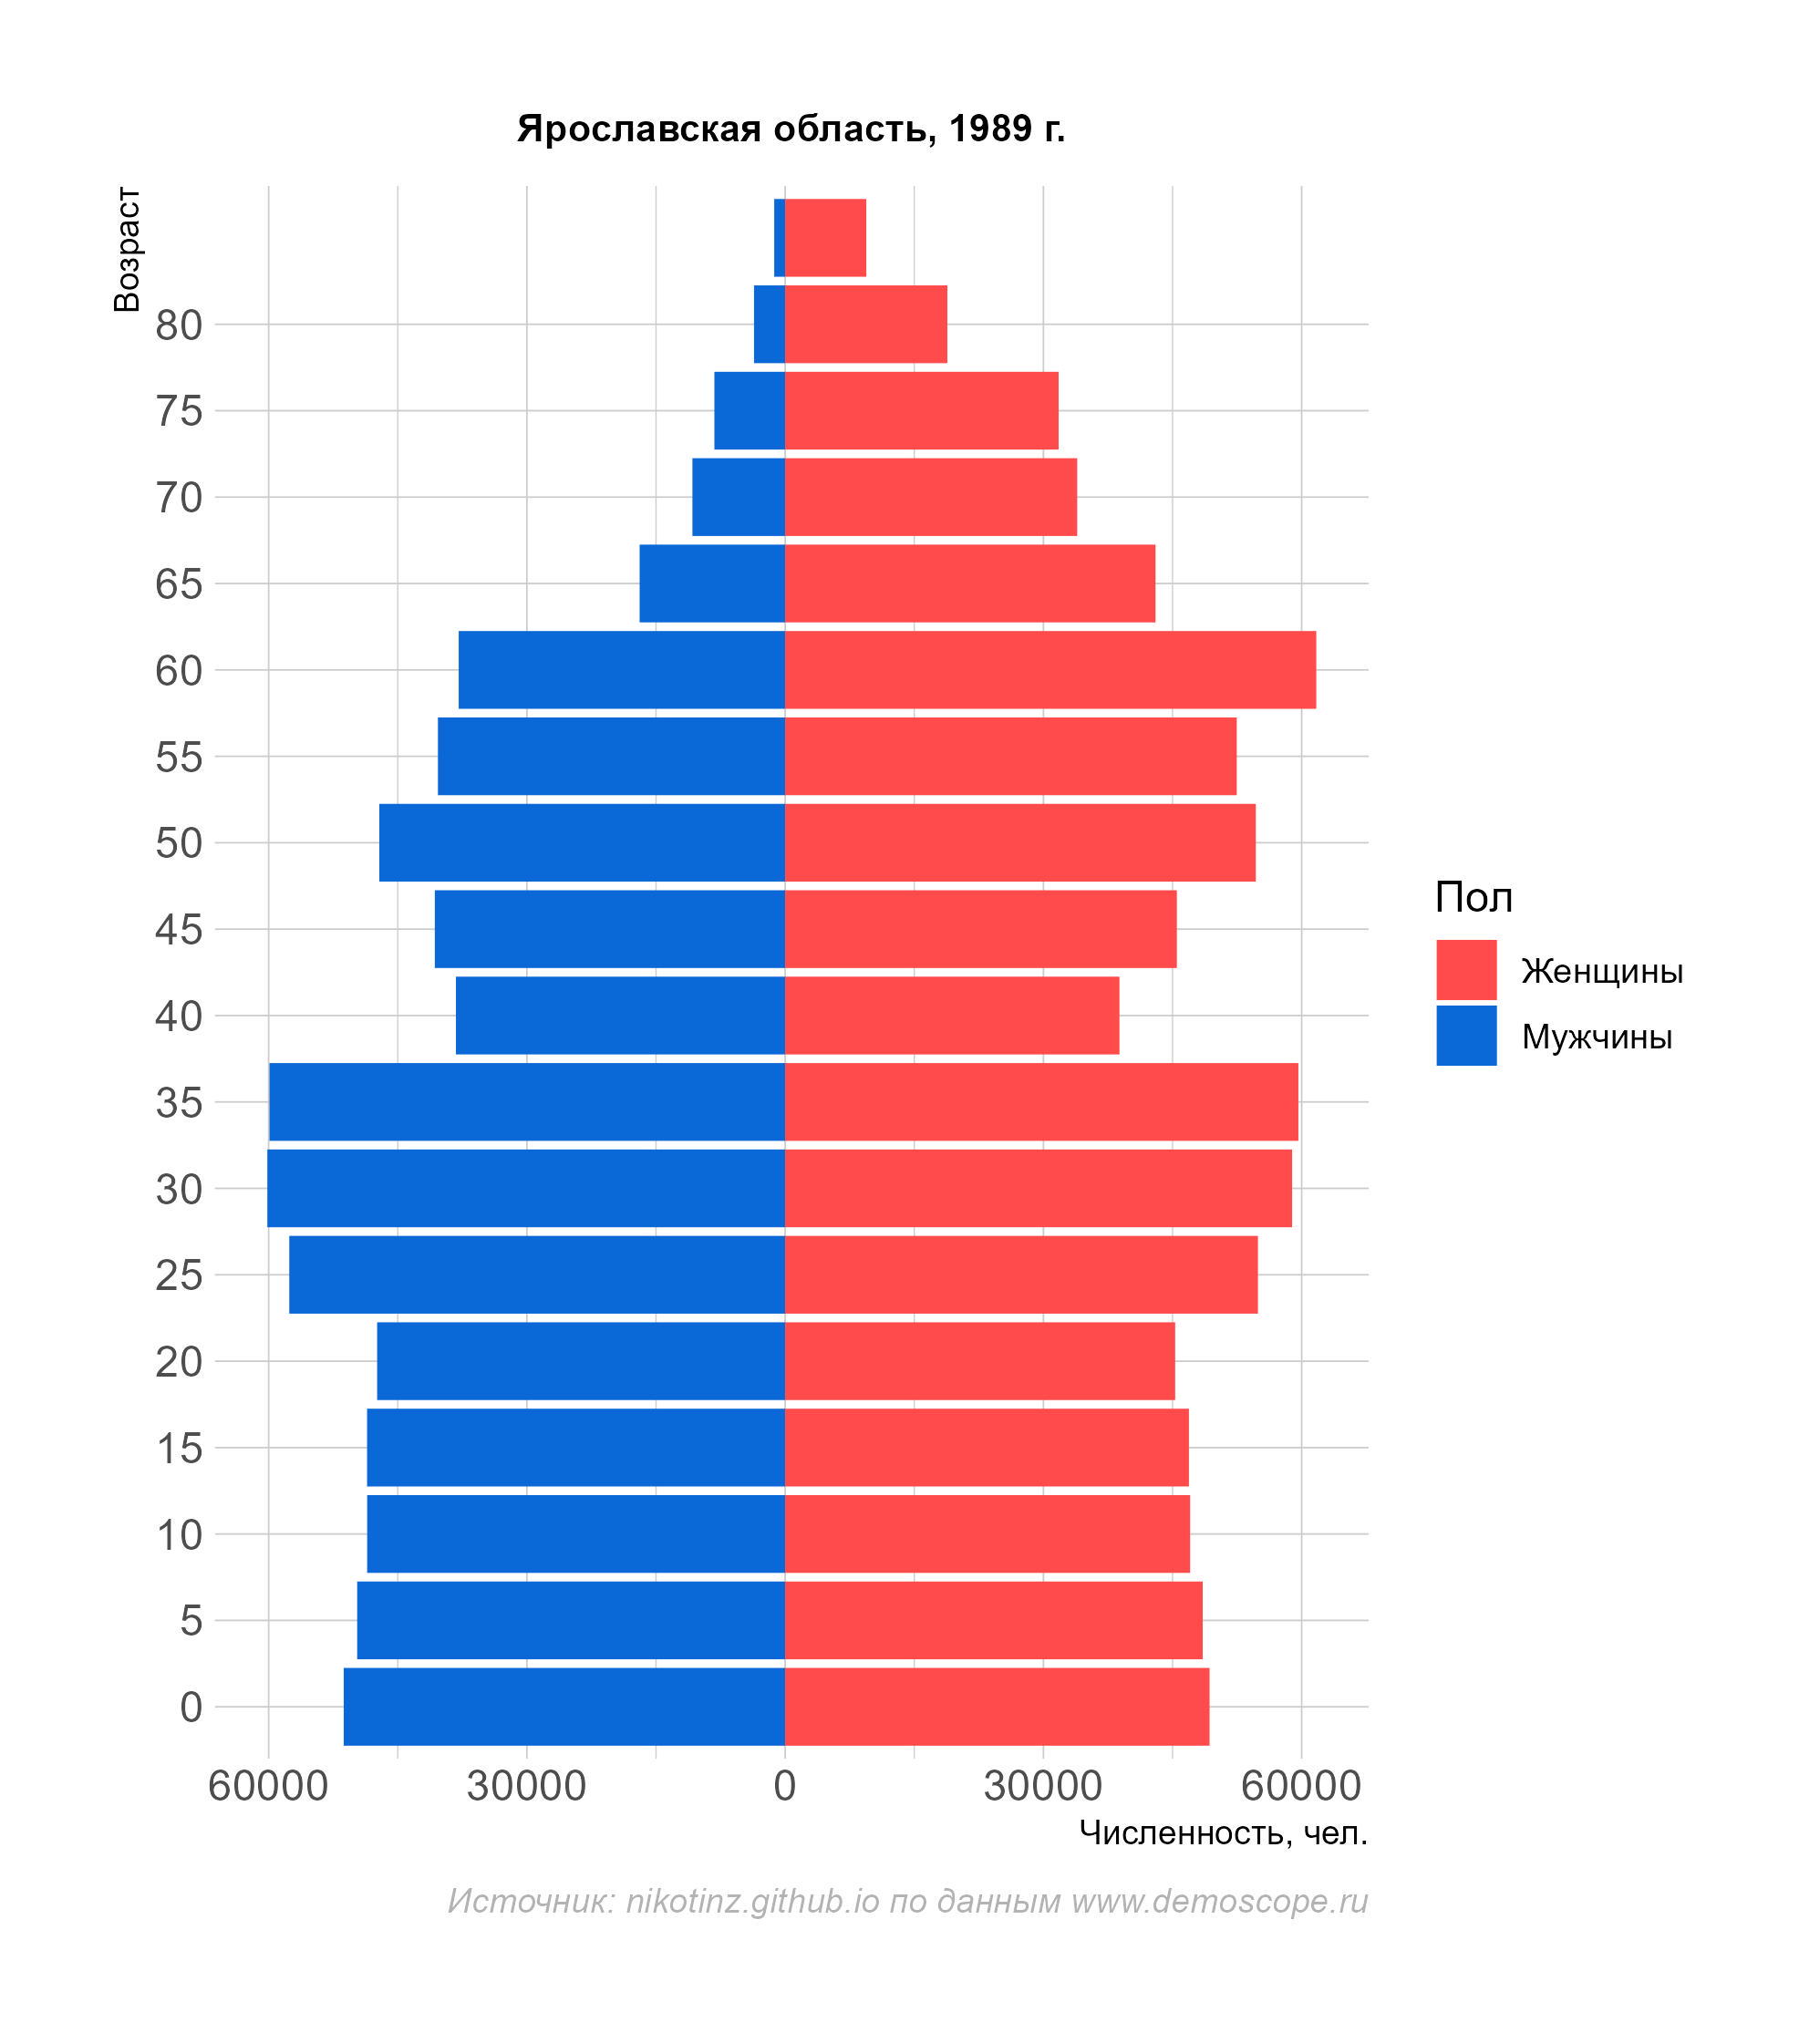 Ярославская область, 1989 г.
Возраст
80
75
70
65
60
55
50
45
40
35
30
25
20
15
10
5
0
60000 30000 0 30000 60000
Численность, чел.
Пол
Женщины
Мужчины
Источник: nikotinz.github.io по данным www.demoscope.ru